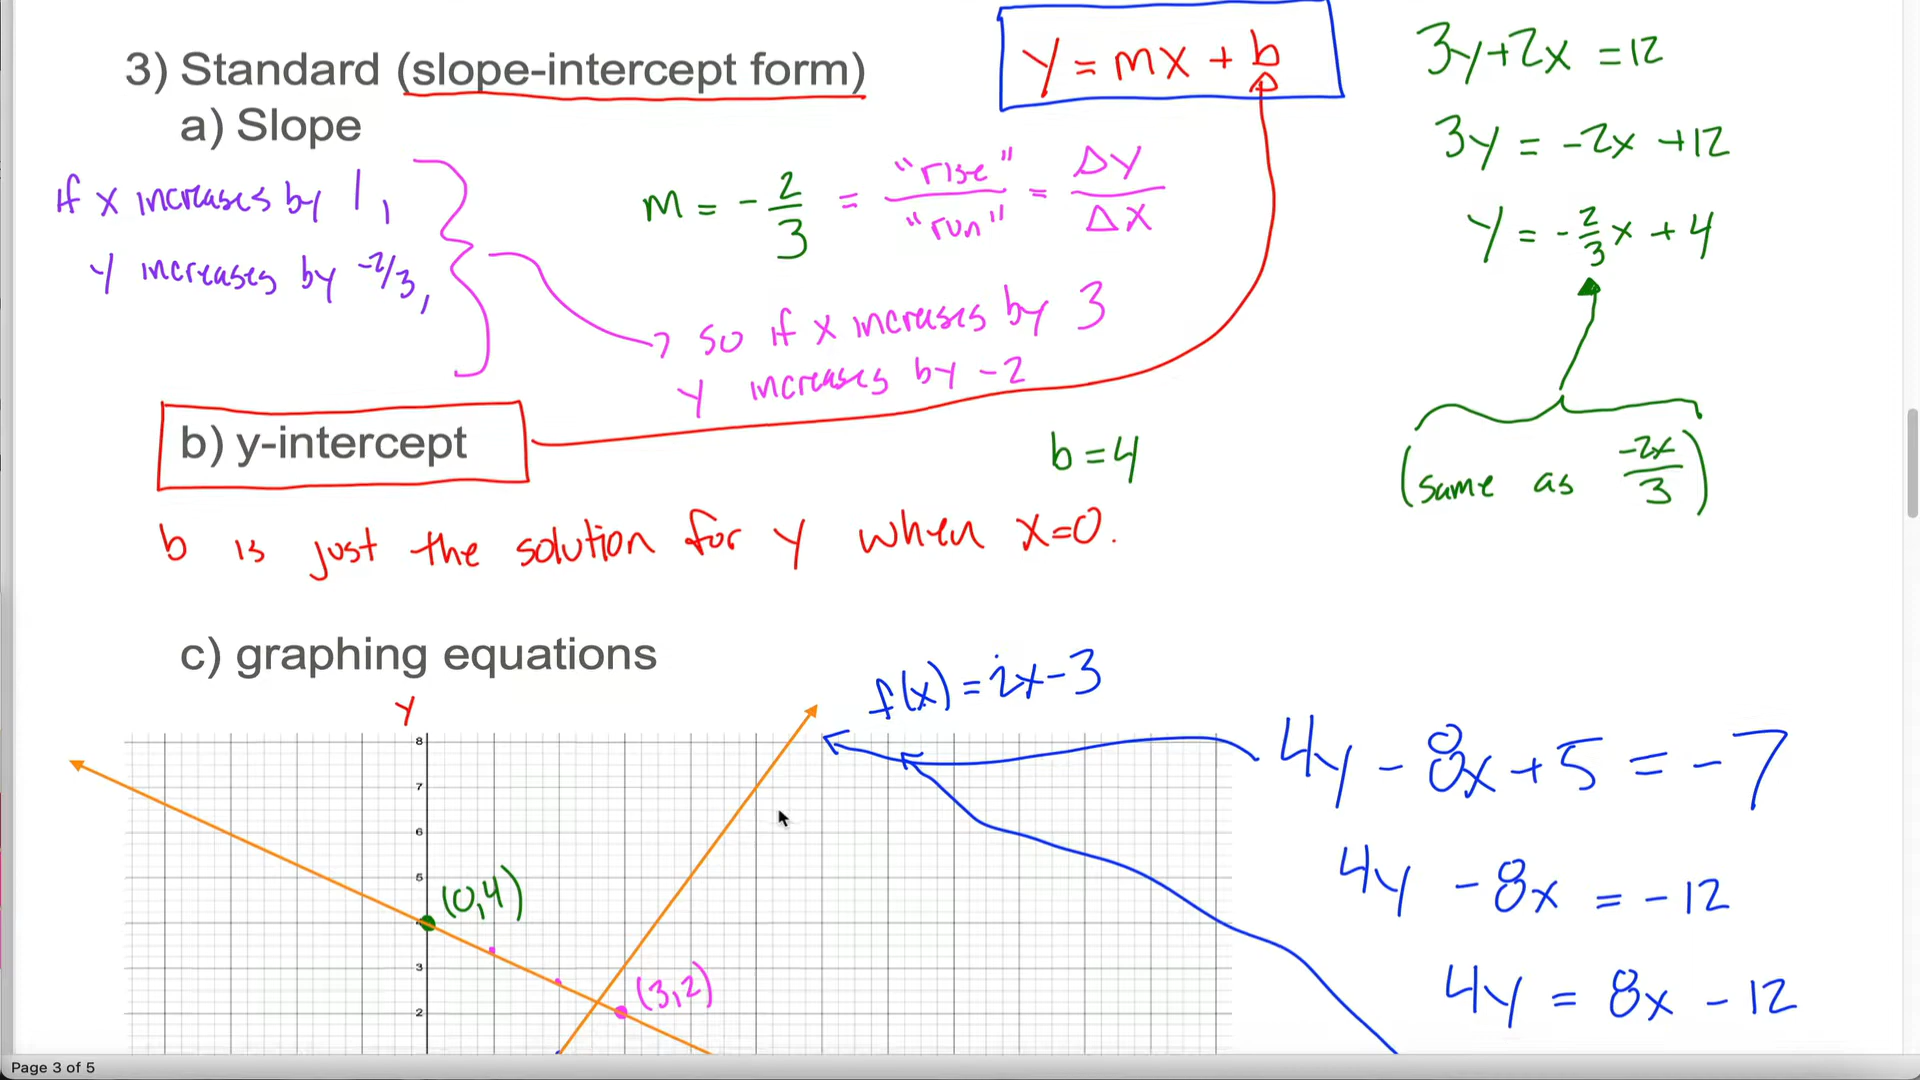 3) Standard (slope-intercept form)
y = mx + b
3y+2x = 12
a) Slope
3y = -2x +12
If x increases by 1,
m = - 2/3 = "rise"/"run" = Δy/Δx
y = -2/3x + 4
y increases by -2/3,
so if x increases by 3
y increases by -2
b) y-intercept
b = 4
(same as -2x/3)
b is just the solution for y when x=0.
c) graphing equations
f(x) = 2x-3
y
4y - 8x + 5 = -7
8
7
6
5
(0,4)
4y - 8x = -12
3
(3,2)
2
4y = 8x - 12
Page 3 of 5